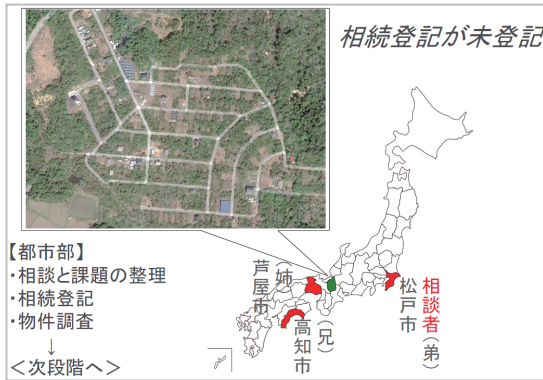 相続登記が未登記
【都市部】
・相談と課題の整理
・相続登記
・物件調査
↓
＜次段階へ＞
芦屋市
（姉）
高知市
（兄）
松戸市
相談者（弟）